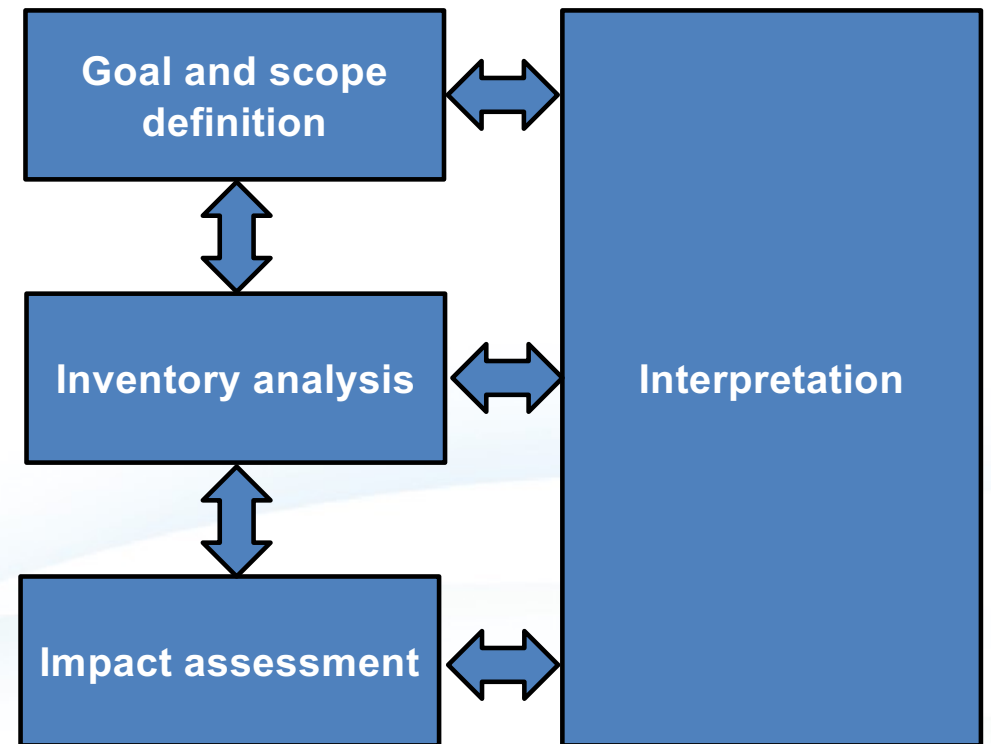 Goal and scope
definition
Inventory analysis
Interpretation
Impact assessment